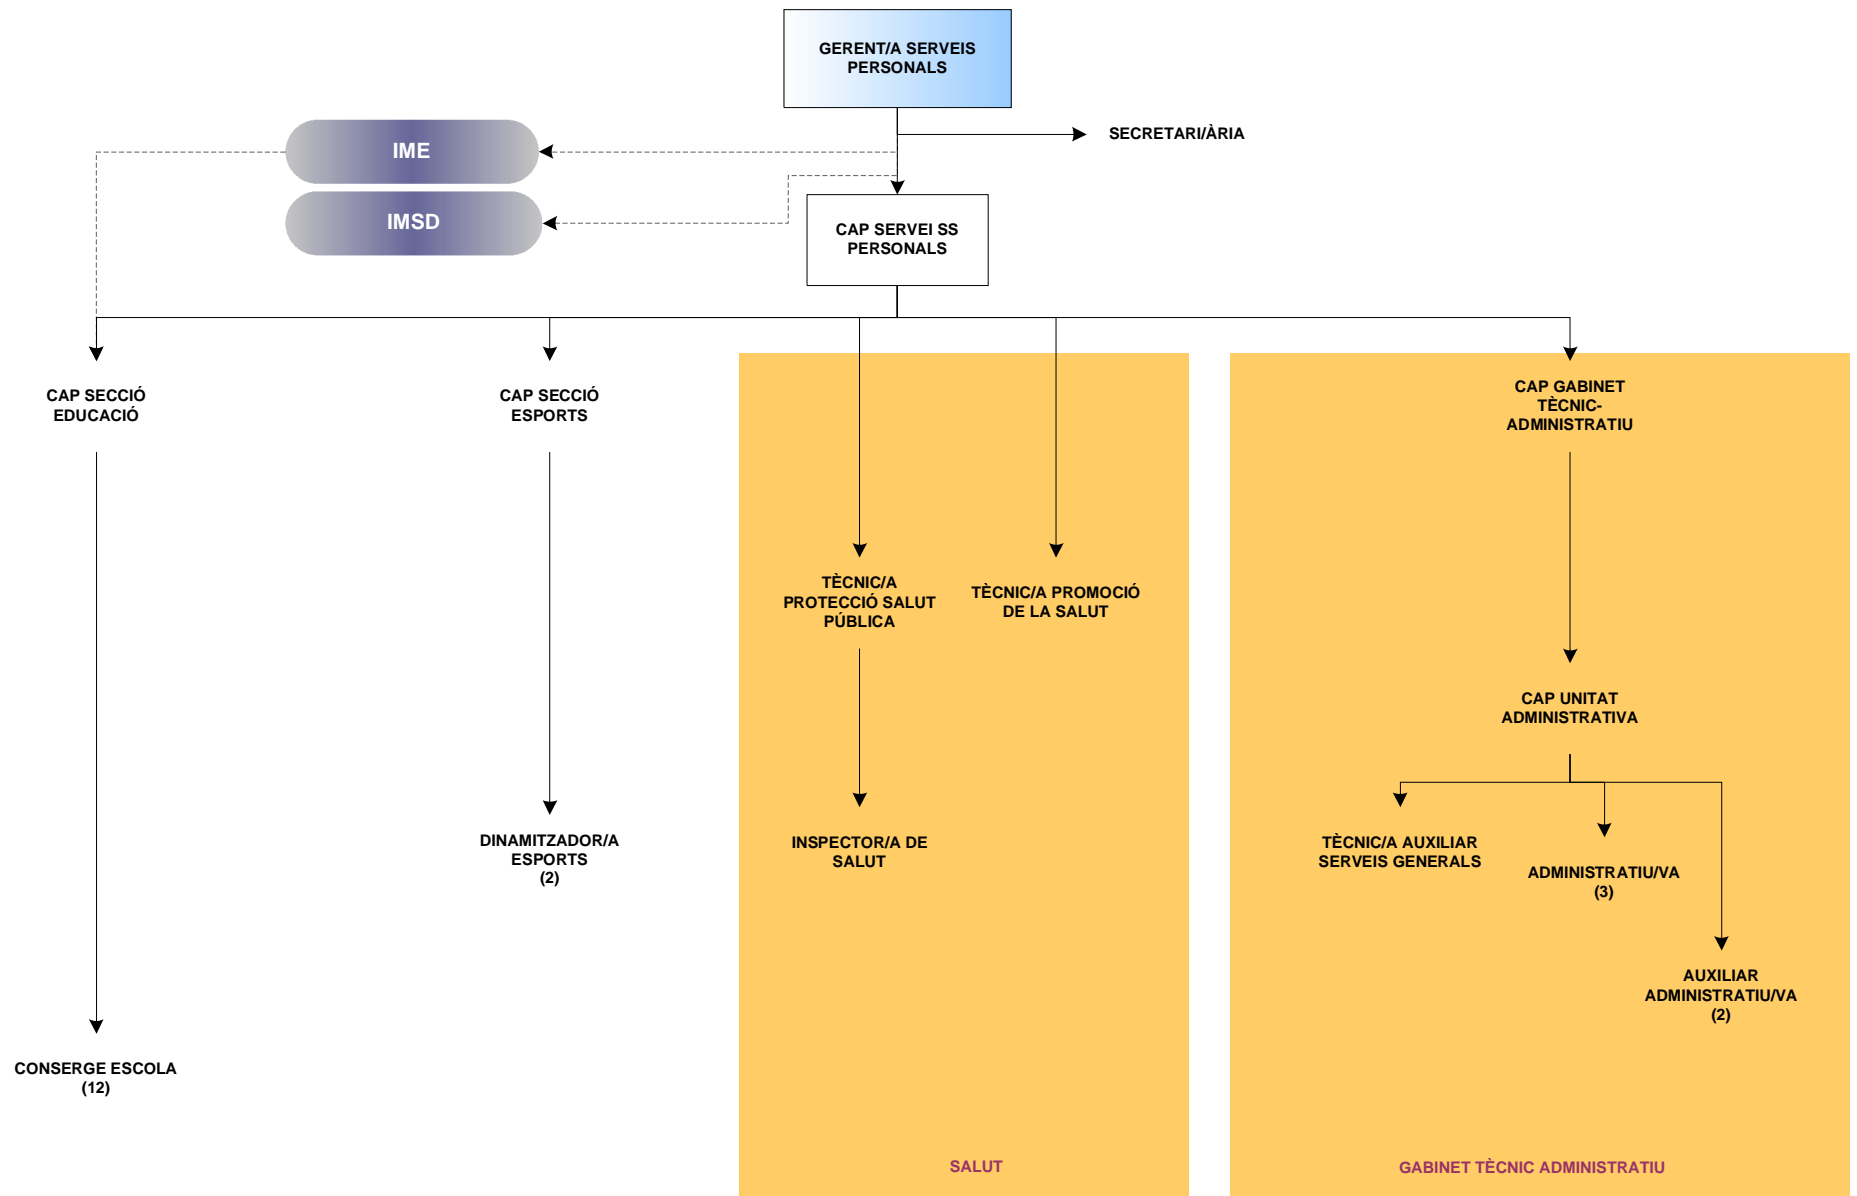 GERENT/A SERVEIS
PERSONALS
SECRETARI/ÀRIA
IME
IMSD
CAP SERVEI SS
PERSONALS
CAP SECCIÓ
EDUCACIÓ
CAP SECCIÓ
ESPORTS
CAP GABINET
TÈCNIC-
ADMINISTRATIU
TÈCNIC/A
PROTECCIÓ SALUT
PÚBLICA
TÈCNIC/A PROMOCIÓ
DE LA SALUT
CAP UNITAT
ADMINISTRATIVA
DINAMITZADOR/A
ESPORTS
(2)
INSPECTOR/A DE
SALUT
TÈCNIC/A AUXILIAR
SERVEIS GENERALS
ADMINISTRATIU/VA
(3)
AUXILIAR
ADMINISTRATIU/VA
(2)
CONSERGE ESCOLA
(12)
SALUT
GABINET TÈCNIC ADMINISTRATIU